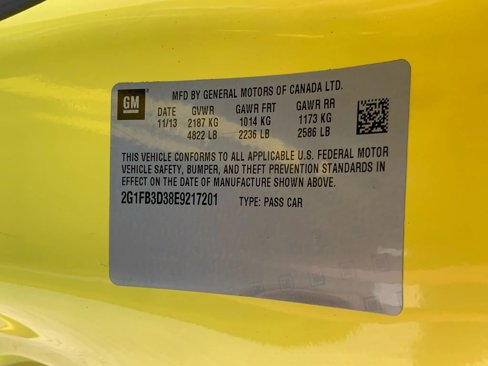 GM
MFD BY GENERAL MOTORS OF CANADA LTD.
DATE GVWR GAWR FRT GAWR RR
11/13 2187 KG 1014 KG 1173 KG
4822 LB 2236 LB 2586 LB
THIS VEHICLE CONFORMS TO ALL APPLICABLE U.S. FEDERAL MOTOR
VEHICLE SAFETY, BUMPER, AND THEFT PREVENTION STANDARDS IN
EFFECT ON THE DATE OF MANUFACTURE SHOWN ABOVE.
2G1FB3D38E9217201 TYPE: PASS CAR